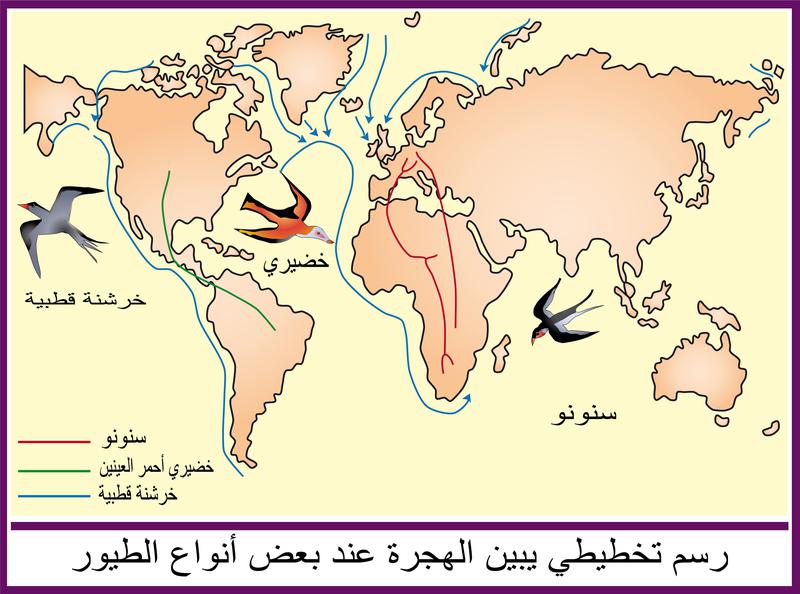 خضيري
خرشنة قطبية
سنونو
سنونو
خضيري أحمر العينين
خرشنة قطبية
رسم تخطيطي يبين الهجرة عند بعض أنواع الطيور